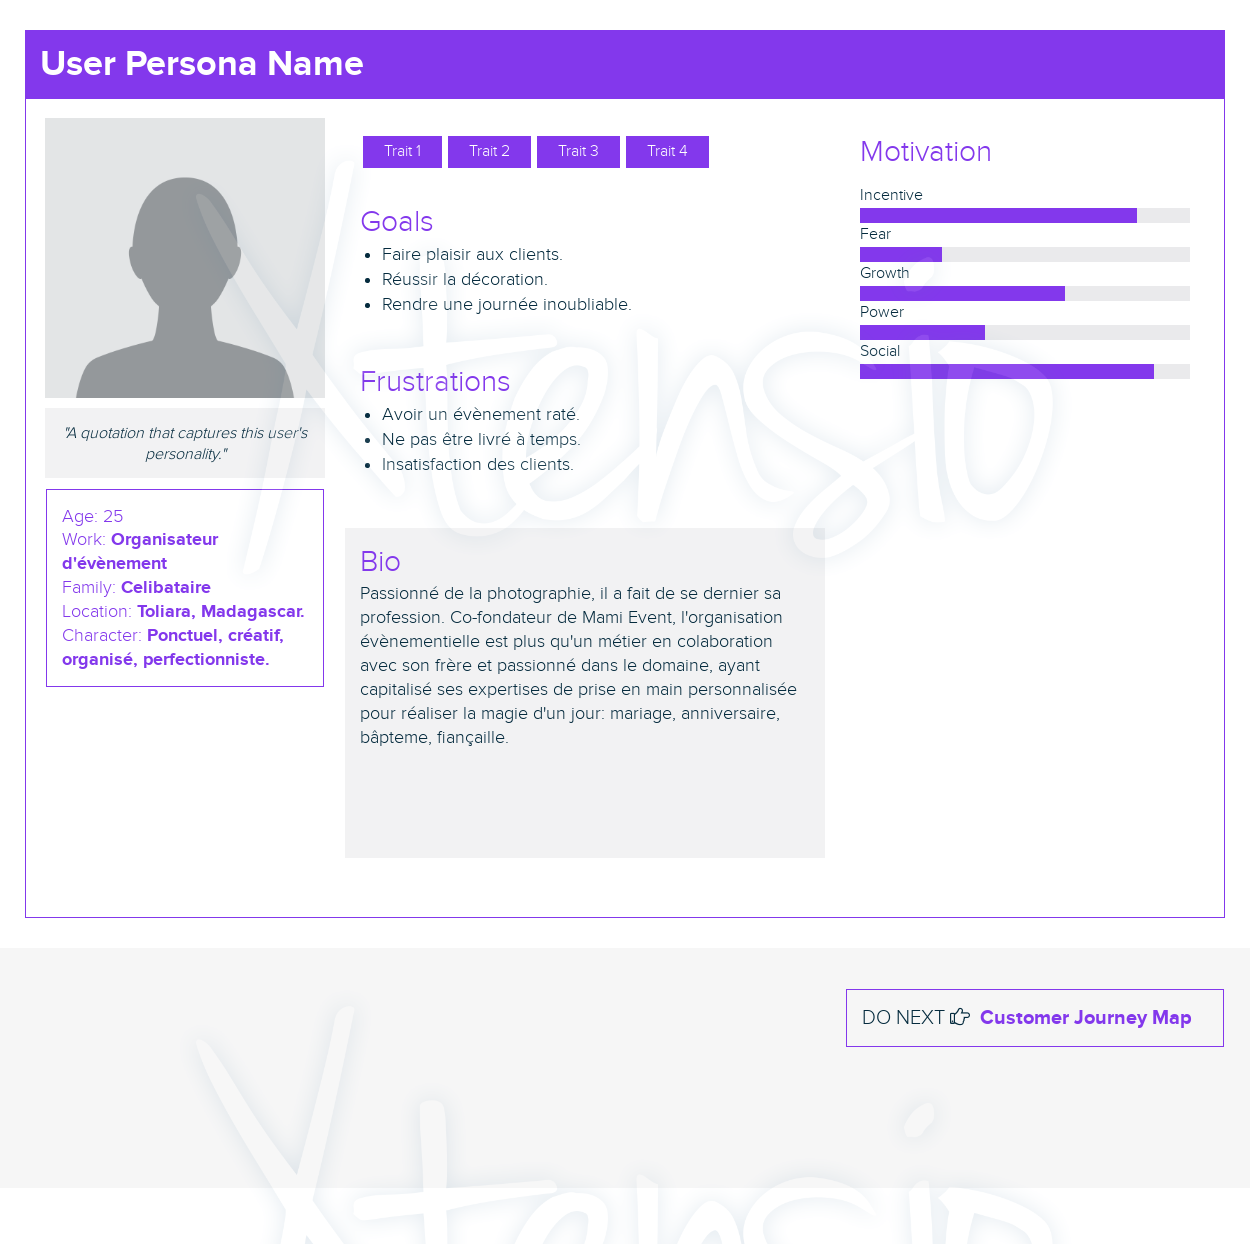 User Persona Name
"A quotation that captures this user's
personality."
Age: 25
Work: Organisateur
d'évènement
Family: Celibataire
Location: Toliara, Madagascar.
Character: Ponctuel, créatif,
organisé, perfectionniste.
Trait 1 Trait 2 Trait 3 Trait 4
Goals
• Faire plaisir aux clients.
• Réussir la décoration.
• Rendre une journée inoubliable.
Frustrations
• Avoir un évènement raté.
• Ne pas être livré à temps.
• Insatisfaction des clients.
Bio
Passionné de la photographie, il a fait de se dernier sa
profession. Co-fondateur de Mami Event, l'organisation
évènementielle est plus qu'un métier en colaboration
avec son frère et passionné dans le domaine, ayant
capitalisé ses expertises de prise en main personnalisée
pour réaliser la magie d'un jour: mariage, anniversaire,
bâpteme, fiançaille.
Motivation
Incentive
Fear
Growth
Power
Social
Xtensio
DO NEXT Customer Journey Map
Xtensio